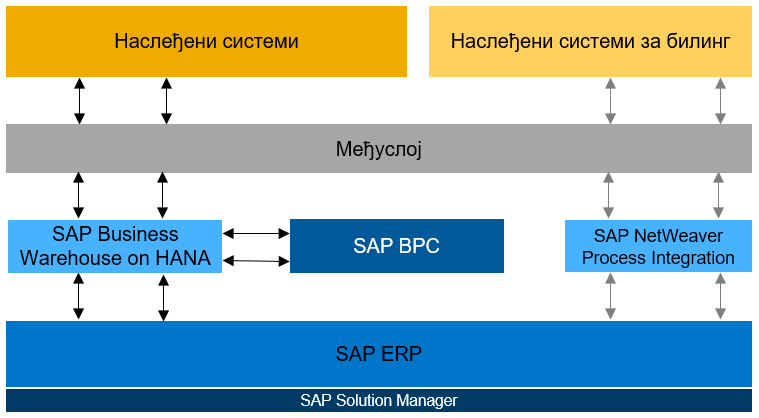 Наслеђени системи
Наслеђени системи за билинг
Међуслој
SAP Business
Warehouse on HANA
SAP BPC
SAP NetWeaver
Process Integration
SAP ERP
SAP Solution Manager